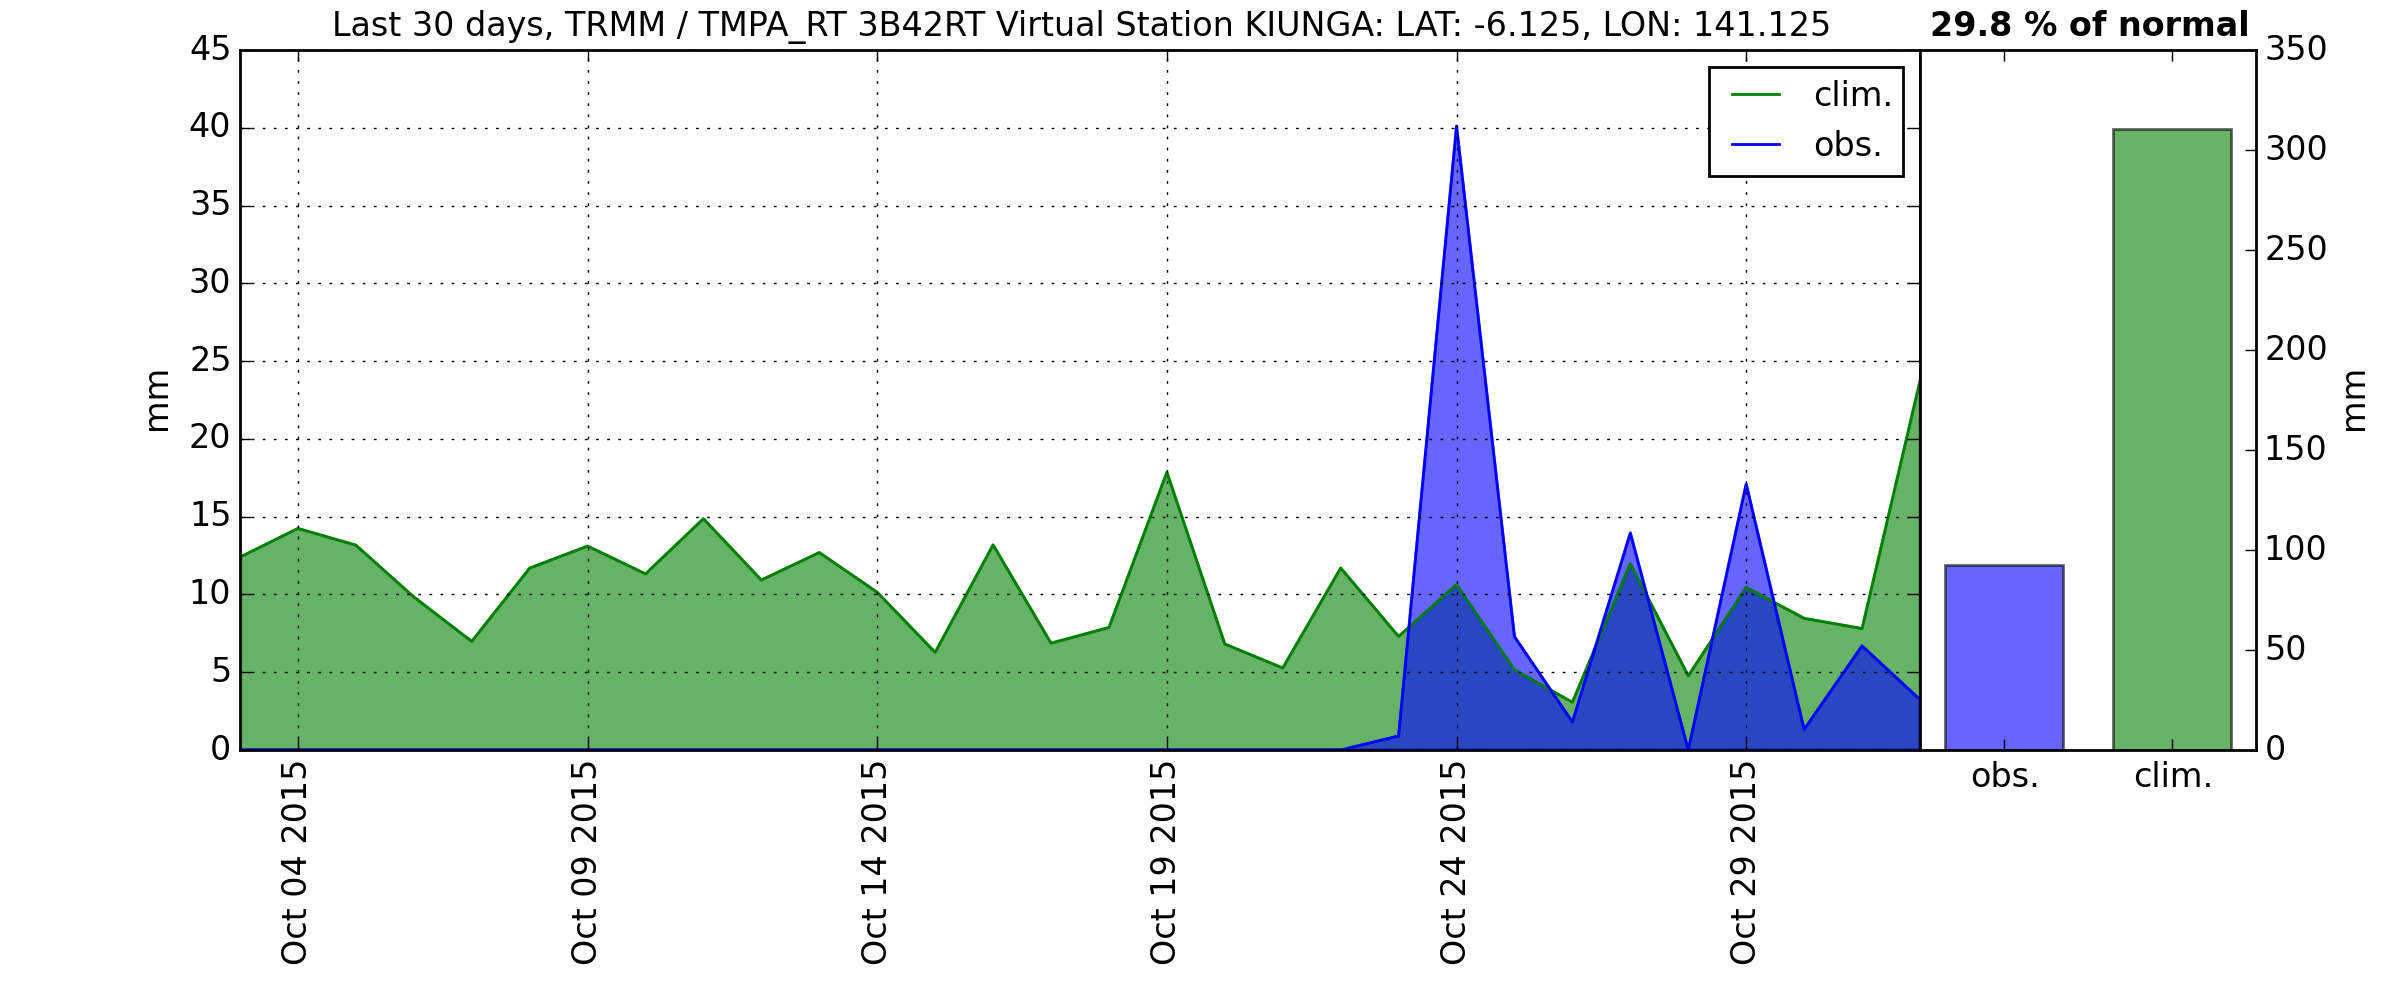 Last 30 days, TRMM / TMPA_RT 3B42RT Virtual Station KIUNGA: LAT: -6.125, LON: 141.125
29.8 % of normal
45
40
35
30
25
20
15
10
5
0
mm
clim.
obs.
Oct 04 2015
Oct 09 2015
Oct 14 2015
Oct 19 2015
Oct 24 2015
Oct 29 2015
350
300
250
200
150
100
50
0
mm
obs.
clim.